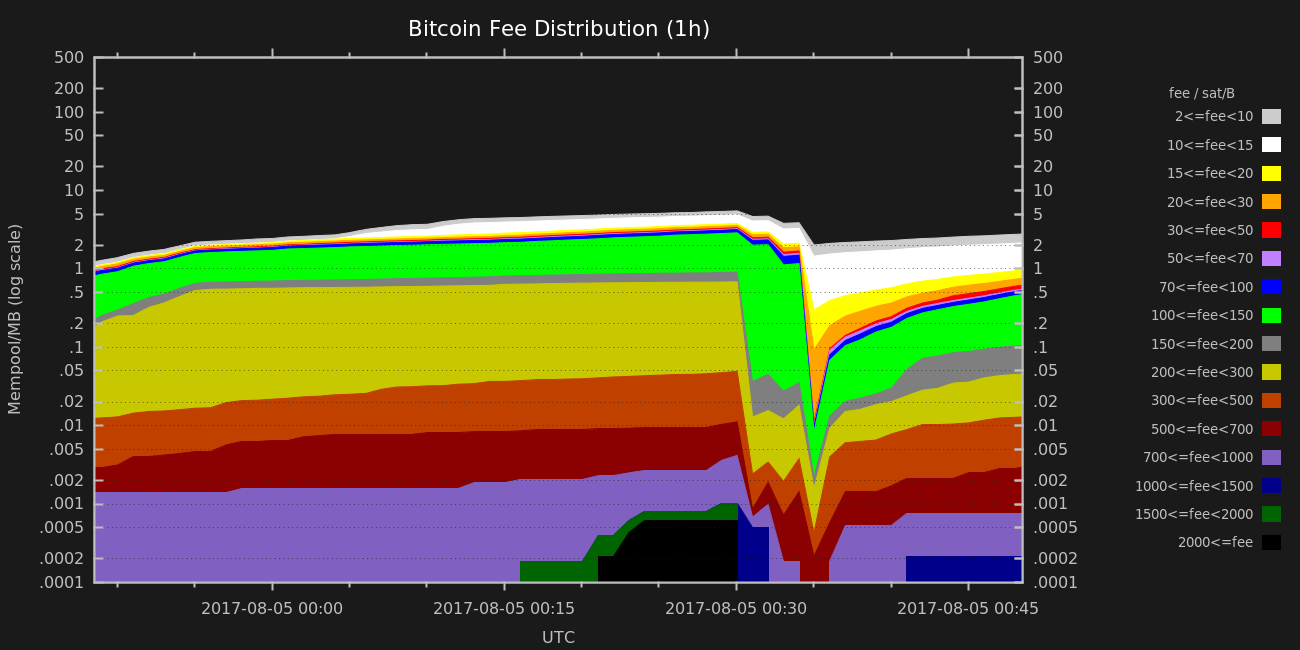 Bitcoin Fee Distribution (1h)
500 500
200 200
100 100
50 50
20 20
10 10
5 5
2 2
1 1
.5 .5
.2 .2
.1 .1
.05 .05
.02 .02
.01 .01
.005 .005
.002 .002
.001 .001
.0005 .0005
.0002 .0002
.0001 .0001
Mempool/MB (log scale)
2017-08-05 00:00 2017-08-05 00:15 2017-08-05 00:30 2017-08-05 00:45
UTC
fee / sat/B
2<=fee<10
10<=fee<15
15<=fee<20
20<=fee<30
30<=fee<50
50<=fee<70
70<=fee<100
100<=fee<150
150<=fee<200
200<=fee<300
300<=fee<500
500<=fee<700
700<=fee<1000
1000<=fee<1500
1500<=fee<2000
2000<=fee